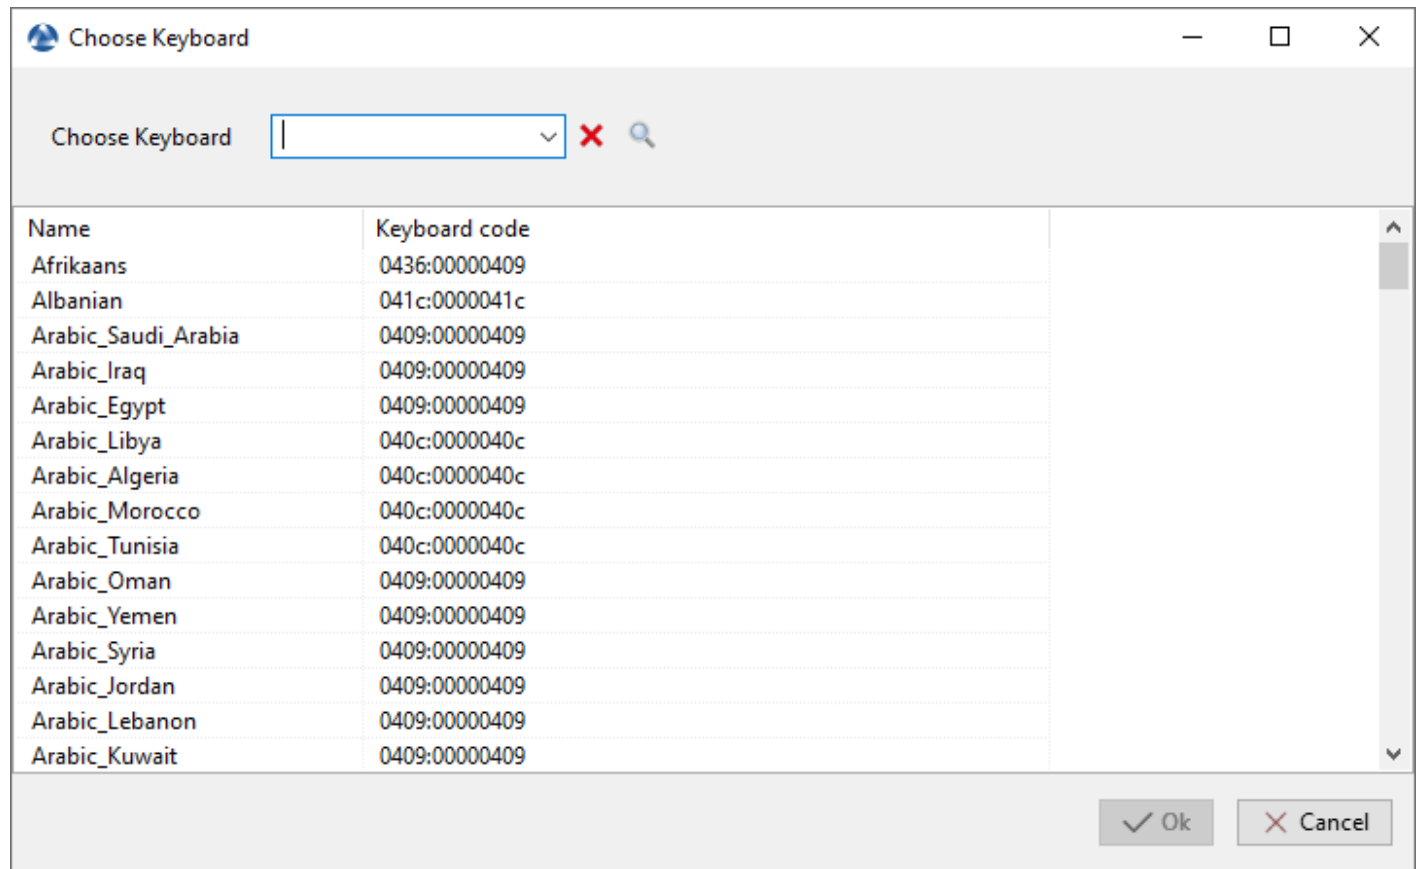 Choose Keyboard
Choose Keyboard
Name Keyboard code
Afrikaans 0436:00000409
Albanian 041c:0000041c
Arabic_Saudi_Arabia 0409:00000409
Arabic_Iraq 0409:00000409
Arabic_Egypt 0409:00000409
Arabic_Libya 040c:0000040c
Arabic_Algeria 040c:0000040c
Arabic_Morocco 040c:0000040c
Arabic_Tunisia 040c:0000040c
Arabic_Oman 0409:00000409
Arabic_Yemen 0409:00000409
Arabic_Syria 0409:00000409
Arabic_Jordan 0409:00000409
Arabic_Lebanon 0409:00000409
Arabic_Kuwait 0409:00000409
Ok Cancel